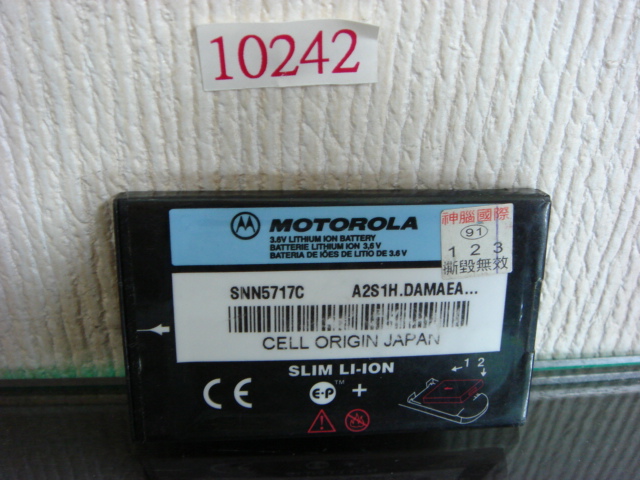 10242
MOTOROLA
3.6V LITHIUM ION BATTERY
BATTERIE LITHIUM ION 3,6 V
BATERIA DE IÕES DE LITIO DE 3.6 V
神腦國際
91
1 2 3
撕毀無效
SNN5717C A2S1H.DAMAEA...
CELL ORIGIN JAPAN
SLIM LI-ION
1 2
CE E·P™ +